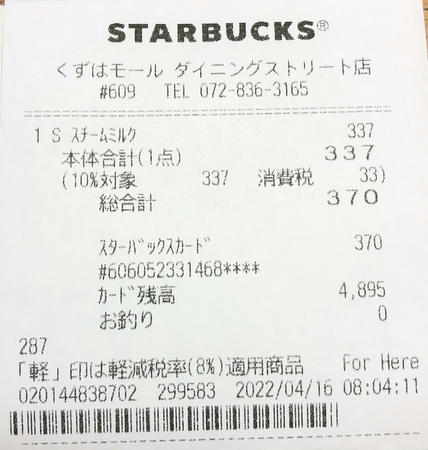 STARBUCKS®
くずはモール ダイニングストリート店
#609 TEL 072-836-3165
1 S ｽﾁｰﾑﾐﾙｸ 337
本体合計(1点) 337
(10%対象 337 消費税 33)
総合計 370
ｽﾀｰﾊﾞｯｸｽｶｰﾄﾞ 370
#606052331468****
ｶｰﾄﾞ残高 4,895
お釣り 0
287
「軽」印は軽減税率(8%)適用商品 For Here
020144838702 299583 2022/04/16 08:04:11